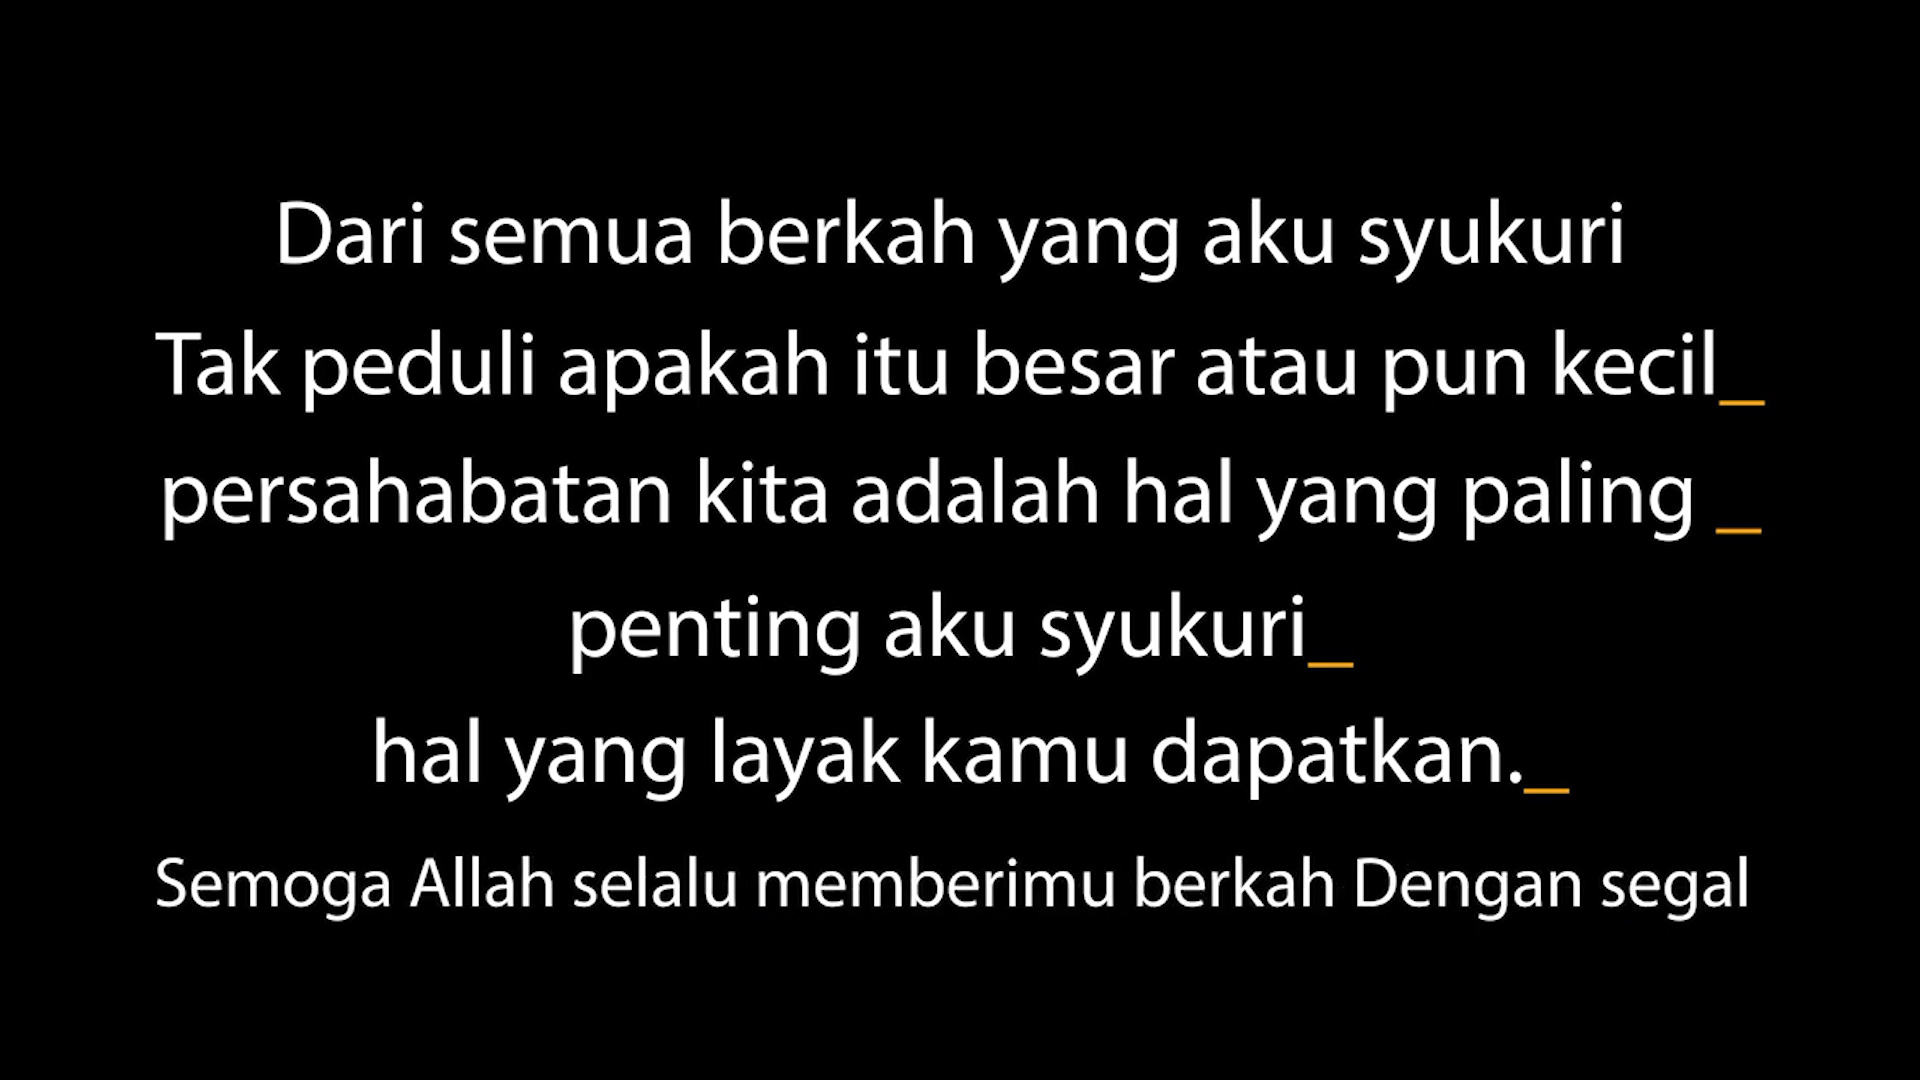 Dari semua berkah yang aku syukuri
Tak peduli apakah itu besar atau pun kecil_
persahabatan kita adalah hal yang paling _
penting aku syukuri_
hal yang layak kamu dapatkan._
Semoga Allah selalu memberimu berkah Dengan segal